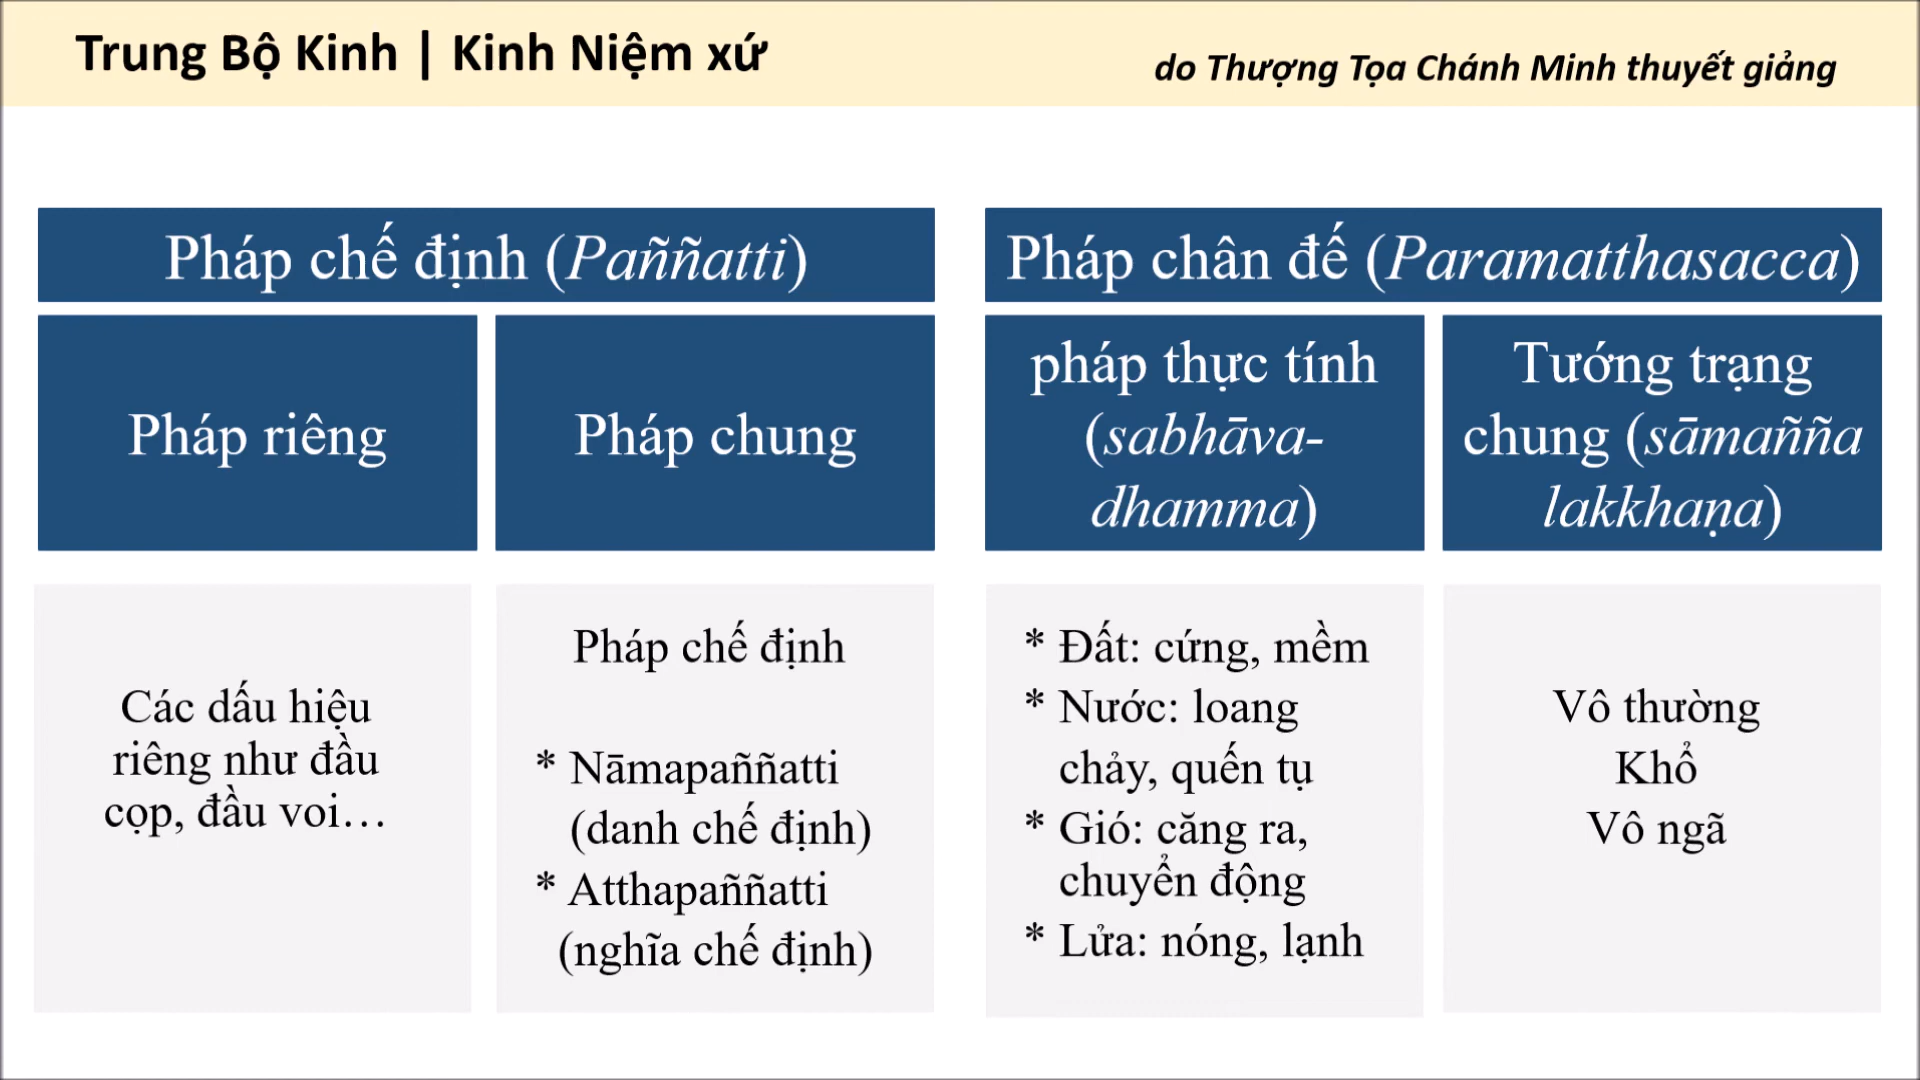 Trung Bộ Kinh | Kinh Niệm xứ
do Thượng Tọa Chánh Minh thuyết giảng
Pháp chế định (Paññatti)
Pháp riêng
Pháp chung
Các dấu hiệu
riêng như đầu
cọp, đầu voi…
Pháp chế định
* Nāmapaññatti
(danh chế định)
* Atthapaññatti
(nghĩa chế định)
Pháp chân đế (Paramatthasacca)
pháp thực tính
(sabhāva-
dhamma)
Tướng trạng
chung (sāmañña
lakkhaṇa)
* Đất: cứng, mềm
* Nước: loang
chảy, quến tụ
* Gió: căng ra,
chuyển động
* Lửa: nóng, lạnh
Vô thường
Khổ
Vô ngã